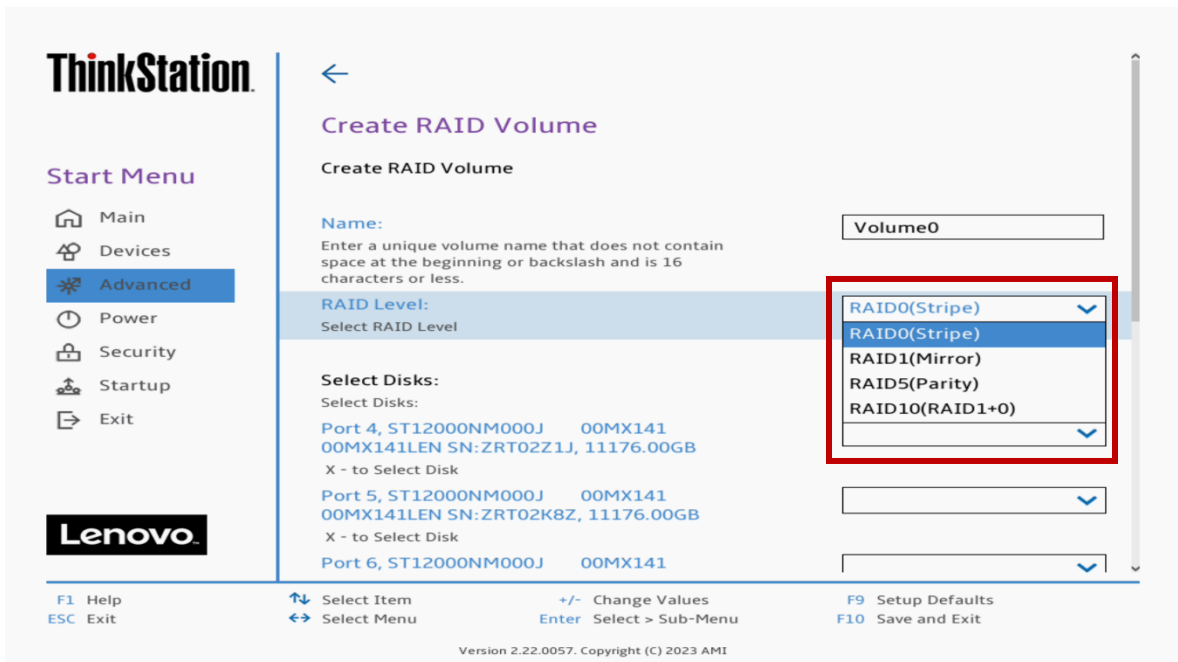 ThinkStation
Start Menu
Main
Devices
Advanced
Power
Security
Startup
Exit
Lenovo.
Create RAID Volume
Create RAID Volume
Name:
Enter a unique volume name that does not contain
space at the beginning or backslash and is 16
characters or less.
Volume0
RAID Level:
Select RAID Level
RAID0(Stripe)
RAID0(Stripe)
RAID1(Mirror)
RAID5(Parity)
RAID10(RAID1+0)
Select Disks:
Select Disks:
Port 4, ST12000NM000J 00MX141
00MX141LEN SN:ZRT02Z1J, 11176.00GB
X - to Select Disk
Port 5, ST12000NM000J 00MX141
00MX141LEN SN:ZRT02K8Z, 11176.00GB
X - to Select Disk
Port 6, ST12000NM000J 00MX141
F1 Help Select Item +/- Change Values F9 Setup Defaults
ESC Exit Select Menu Enter Select > Sub-Menu F10 Save and Exit
Version 2.22.0057. Copyright (C) 2023 AMI